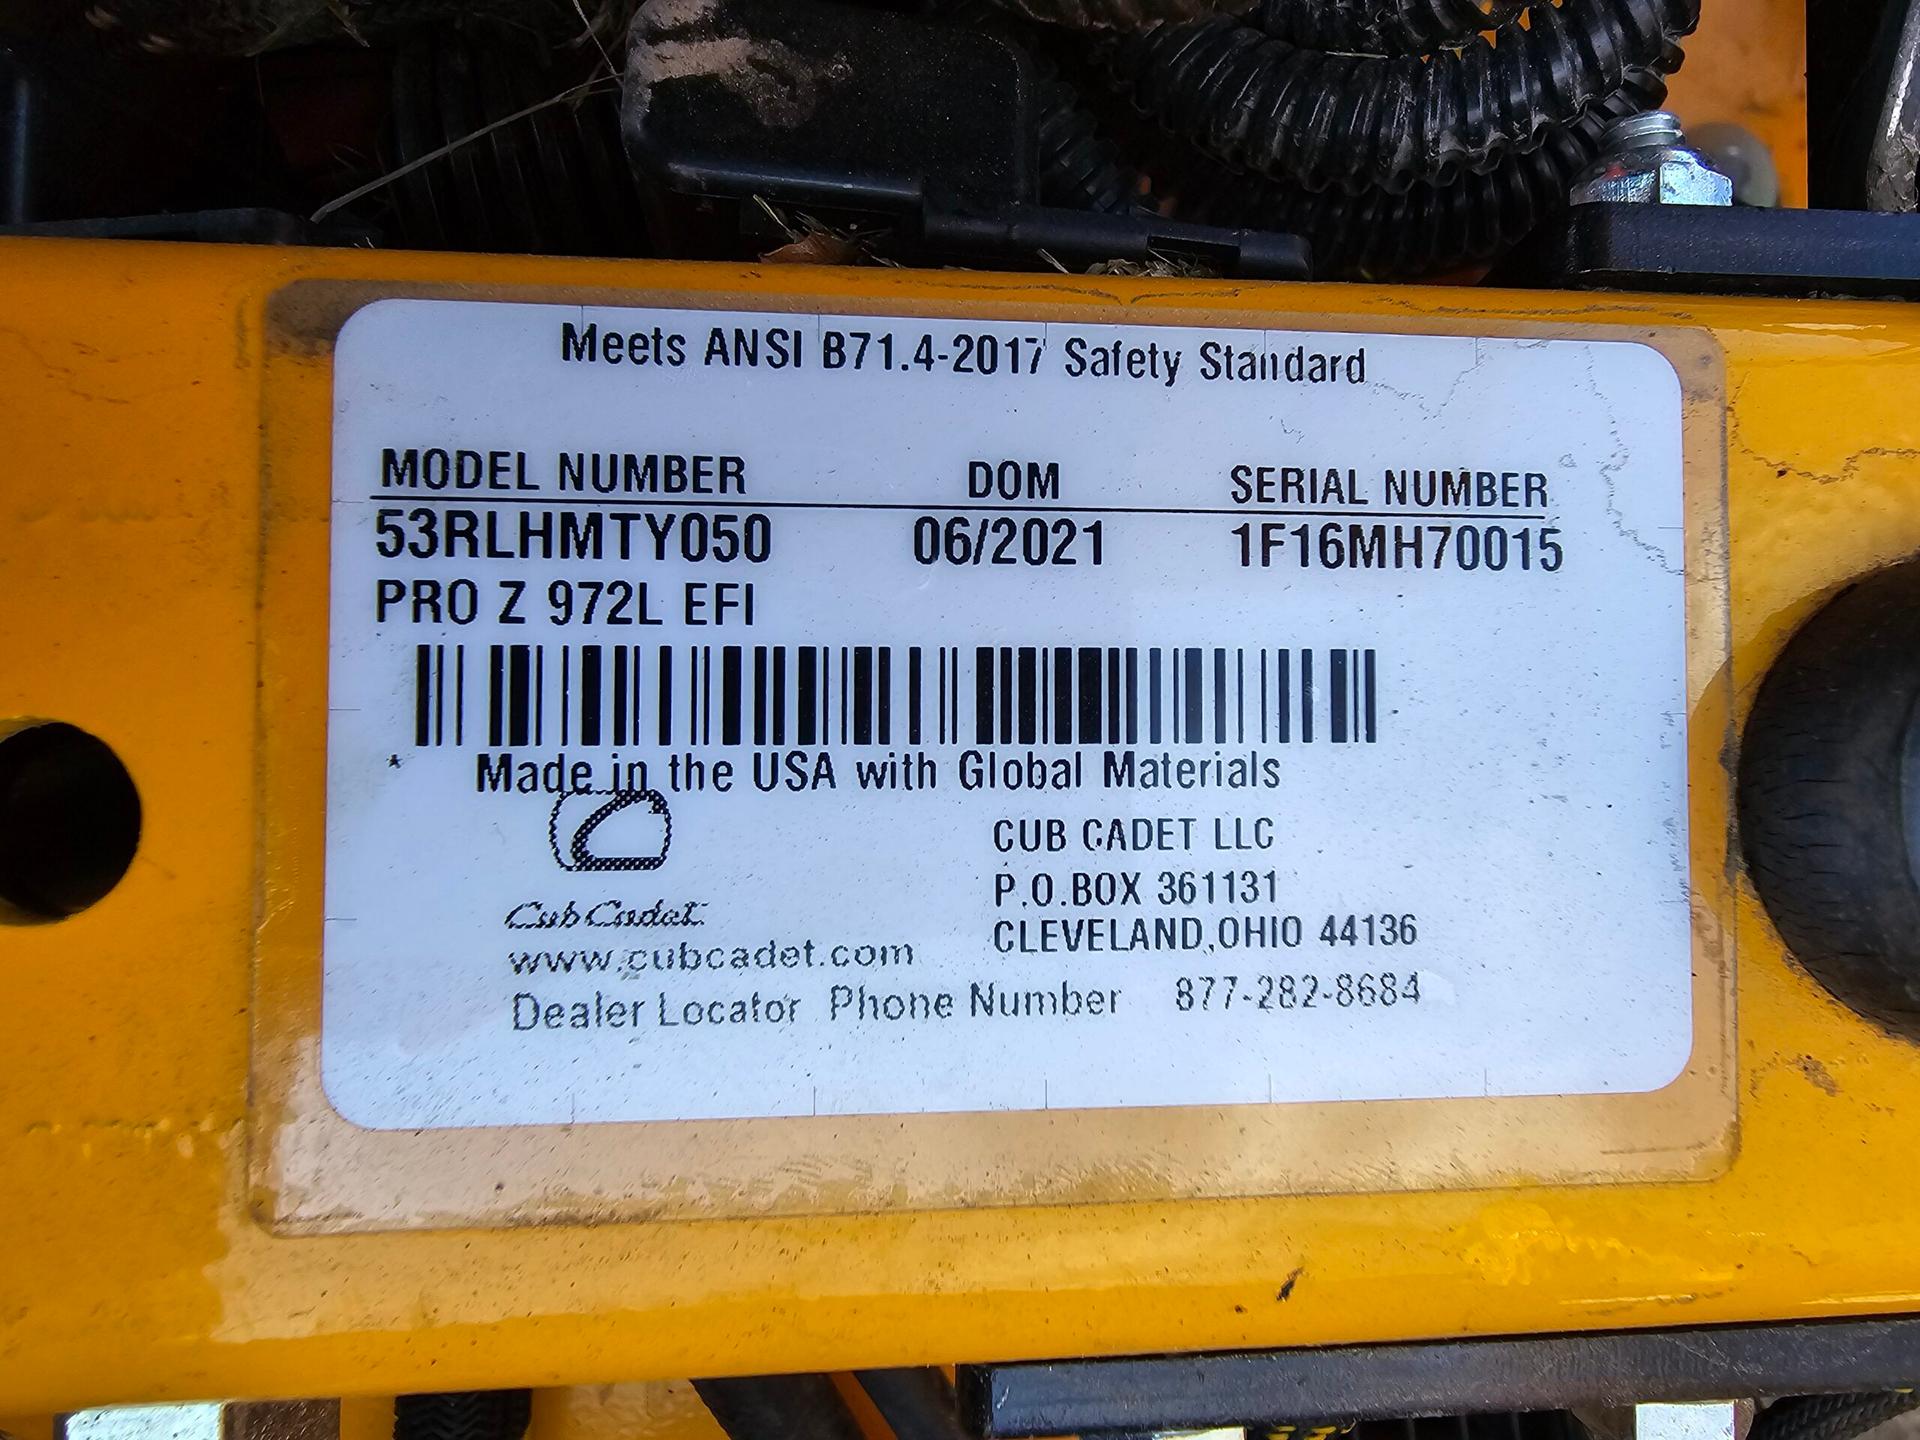 Meets ANSI B71.4-2017 Safety Standard
MODEL NUMBER DOM SERIAL NUMBER
53RLHMTY050 06/2021 1F16MH70015
PRO Z 972L EFI
* Made in the USA with Global Materials
CUB CADET LLC
P.O.BOX 361131
CLEVELAND,OHIO 44136
Cub Cadet
www.cubcadet.com
Dealer Locator Phone Number 877-282-8684